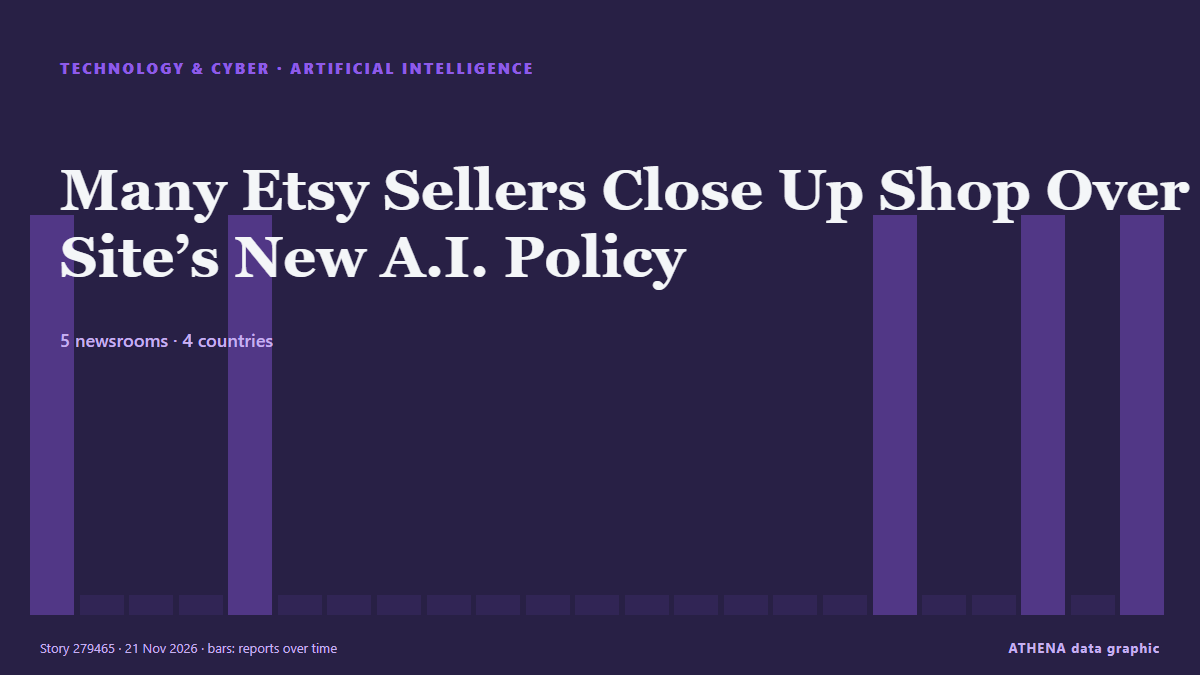 TECHNOLOGY & CYBER · ARTIFICIAL INTELLIGENCE
Many Etsy Sellers Close Up Shop Over
Site’s New A.I. Policy
5 newsrooms · 4 countries
Story 279465 · 21 Nov 2026 · bars: reports over time
ATHENA data graphic